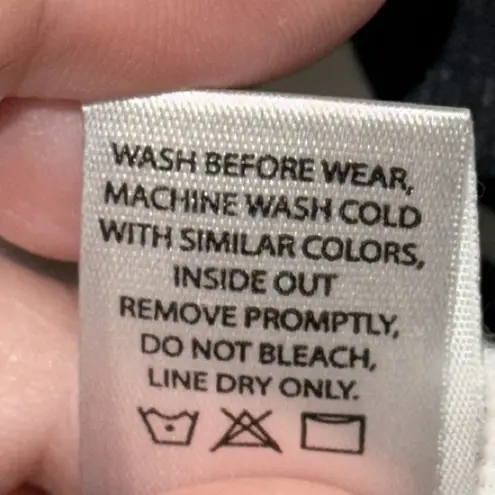 WASH BEFORE WEAR,
MACHINE WASH COLD
WITH SIMILAR COLORS,
INSIDE OUT
REMOVE PROMPTLY,
DO NOT BLEACH,
LINE DRY ONLY.